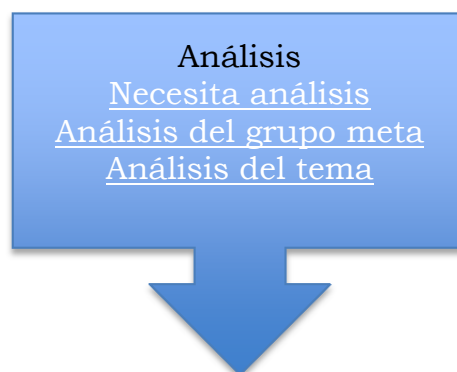 Análisis
Necesita análisis
Análisis del grupo meta
Análisis del tema